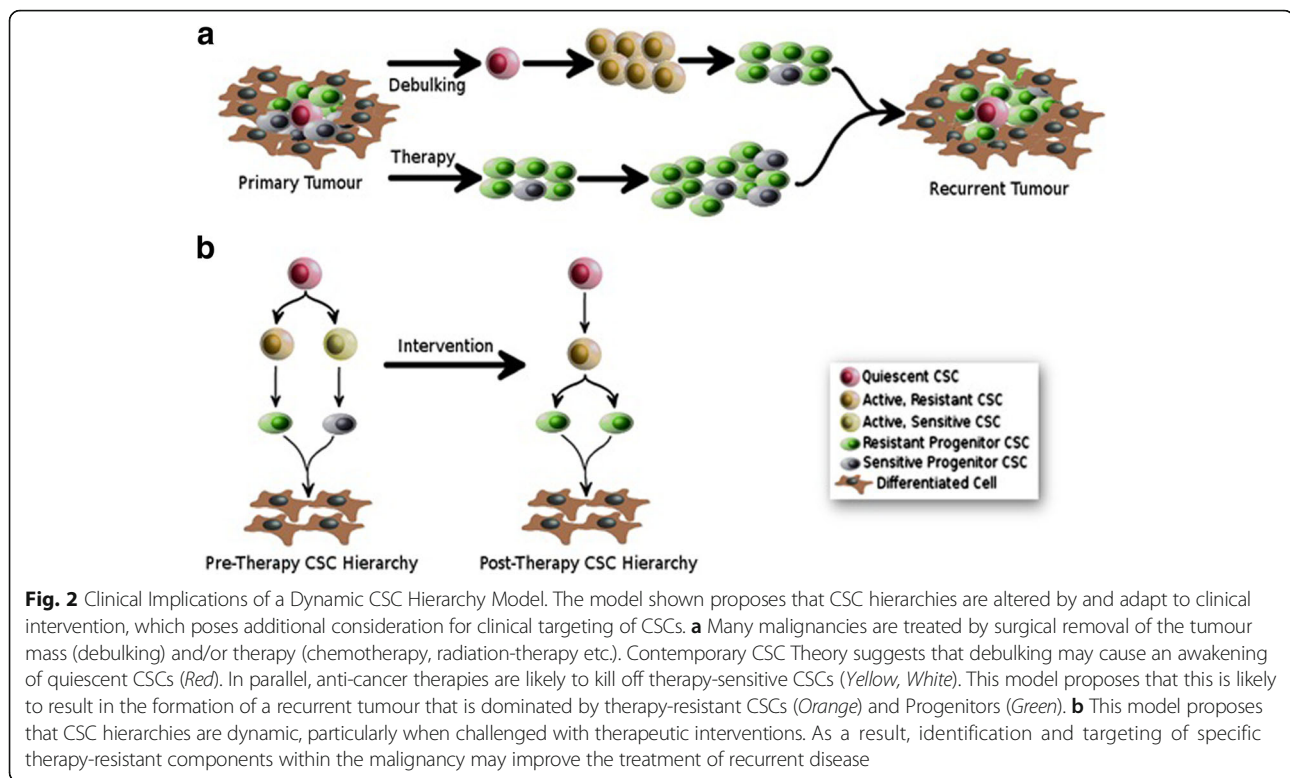 a
Debulking
Therapy
Primary Tumour
Recurrent Tumour
b
Intervention
Pre-Therapy CSC Hierarchy
Post-Therapy CSC Hierarchy
Quiescent CSC
Active, Resistant CSC
Active, Sensitive CSC
Resistant Progenitor CSC
Sensitive Progenitor CSC
Differentiated Cell
Fig. 2 Clinical Implications of a Dynamic CSC Hierarchy Model. The model shown proposes that CSC hierarchies are altered by and adapt to clinical
intervention, which poses additional consideration for clinical targeting of CSCs. a Many malignancies are treated by surgical removal of the tumour
mass (debulking) and/or therapy (chemotherapy, radiation-therapy etc.). Contemporary CSC Theory suggests that debulking may cause an awakening
of quiescent CSCs (Red). In parallel, anti-cancer therapies are likely to kill off therapy-sensitive CSCs (Yellow, White). This model proposes that this is likely
to result in the formation of a recurrent tumour that is dominated by therapy-resistant CSCs (Orange) and Progenitors (Green). b This model proposes
that CSC hierarchies are dynamic, particularly when challenged with therapeutic interventions. As a result, identification and targeting of specific
therapy-resistant components within the malignancy may improve the treatment of recurrent disease